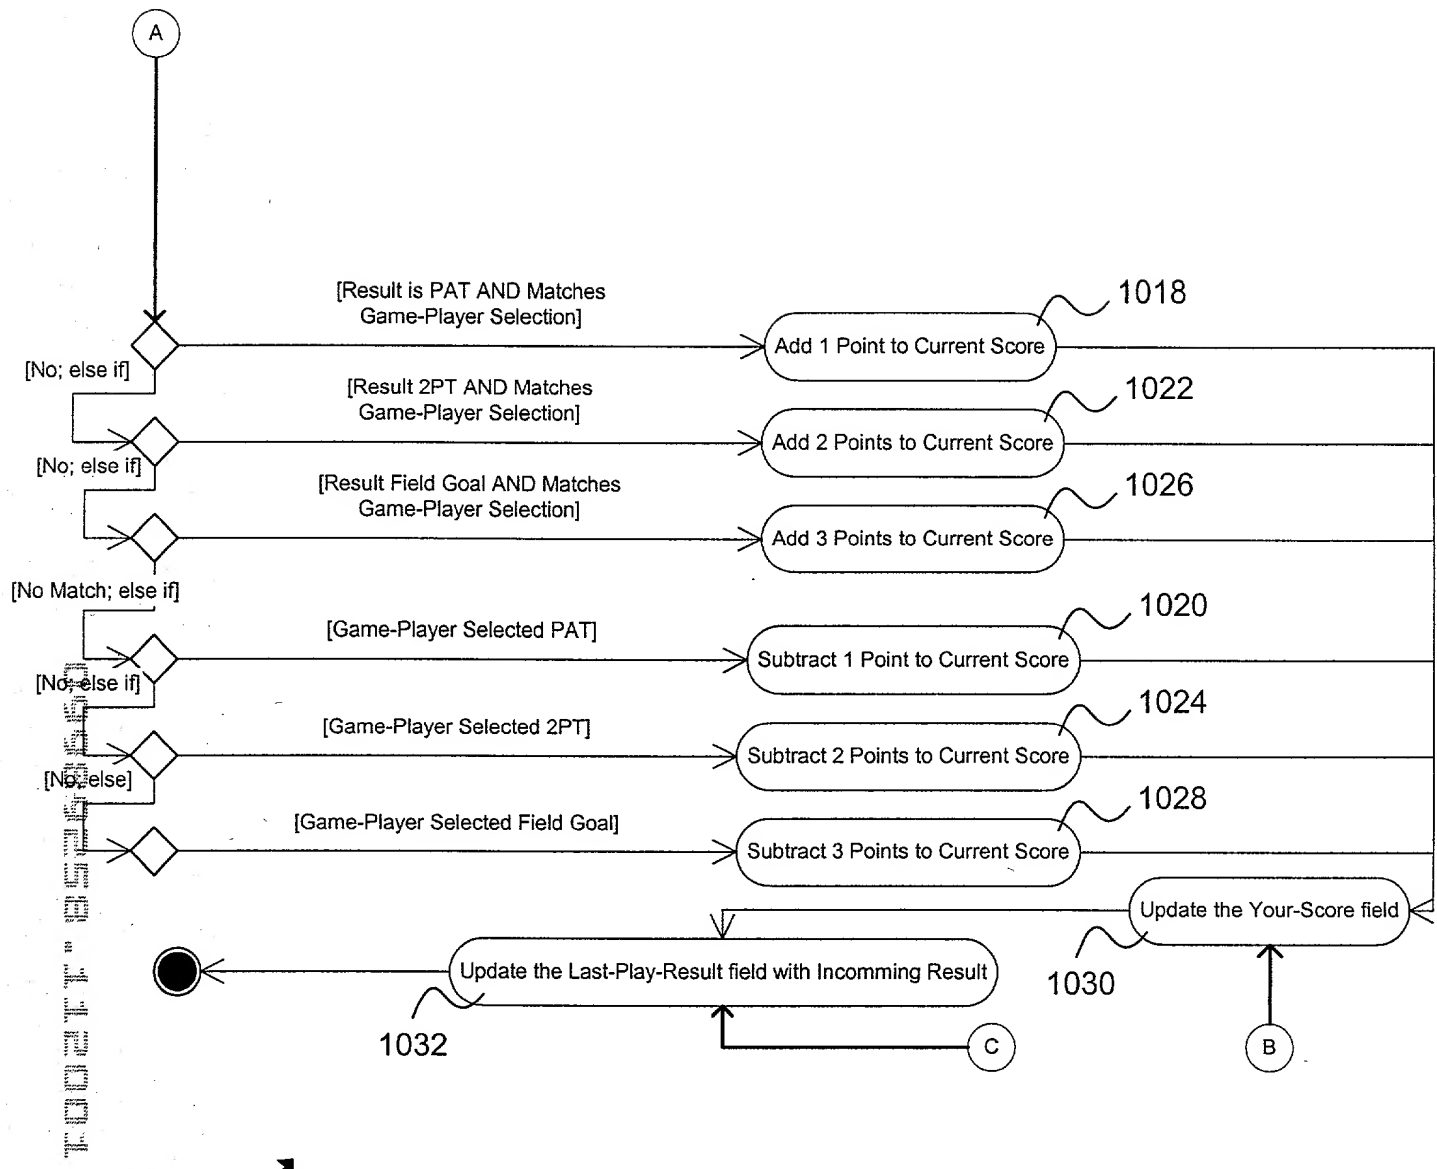 A
[Result is PAT AND Matches
Game-Player Selection]
1018
Add 1 Point to Current Score
[No; else if]
[Result 2PT AND Matches
Game-Player Selection]
1022
Add 2 Points to Current Score
[No; else if]
[Result Field Goal AND Matches
Game-Player Selection]
1026
Add 3 Points to Current Score
[No Match; else if]
[Game-Player Selected PAT]
1020
Subtract 1 Point to Current Score
[No; else if]
[Game-Player Selected 2PT]
1024
Subtract 2 Points to Current Score
[No; else]
[Game-Player Selected Field Goal]
1028
Subtract 3 Points to Current Score
Update the Your-Score field
1030
Update the Last-Play-Result field with Incomming Result
1032
C
B